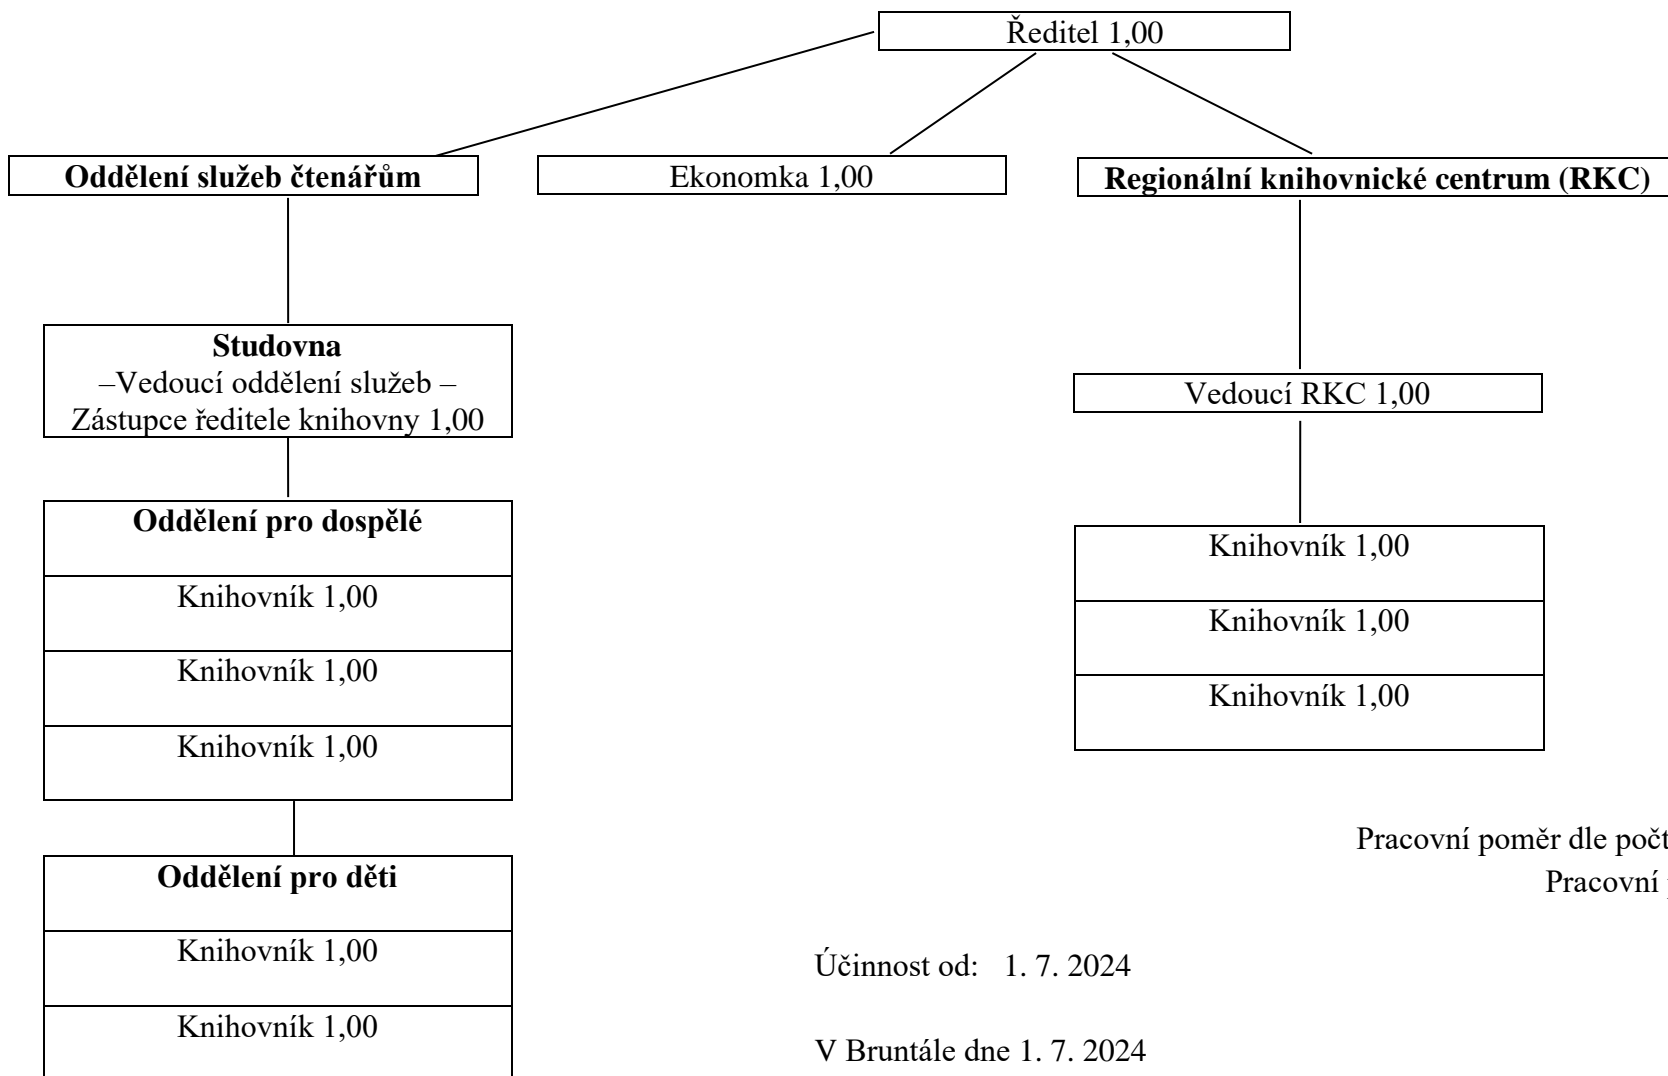 Ředitel 1,00
Oddělení služeb čtenářům
Ekonomka 1,00
Regionální knihovnické centrum (RKC)
Studovna
–Vedoucí oddělení služeb –
Zástupce ředitele knihovny 1,00
Vedoucí RKC 1,00
Oddělení pro dospělé
Knihovník 1,00
Knihovník 1,00
Knihovník 1,00
Knihovník 1,00
Knihovník 1,00
Knihovník 1,00
Oddělení pro děti
Knihovník 1,00
Knihovník 1,00
Pracovní poměr dle počt
Pracovní
Účinnost od: 1. 7. 2024
V Bruntále dne 1. 7. 2024